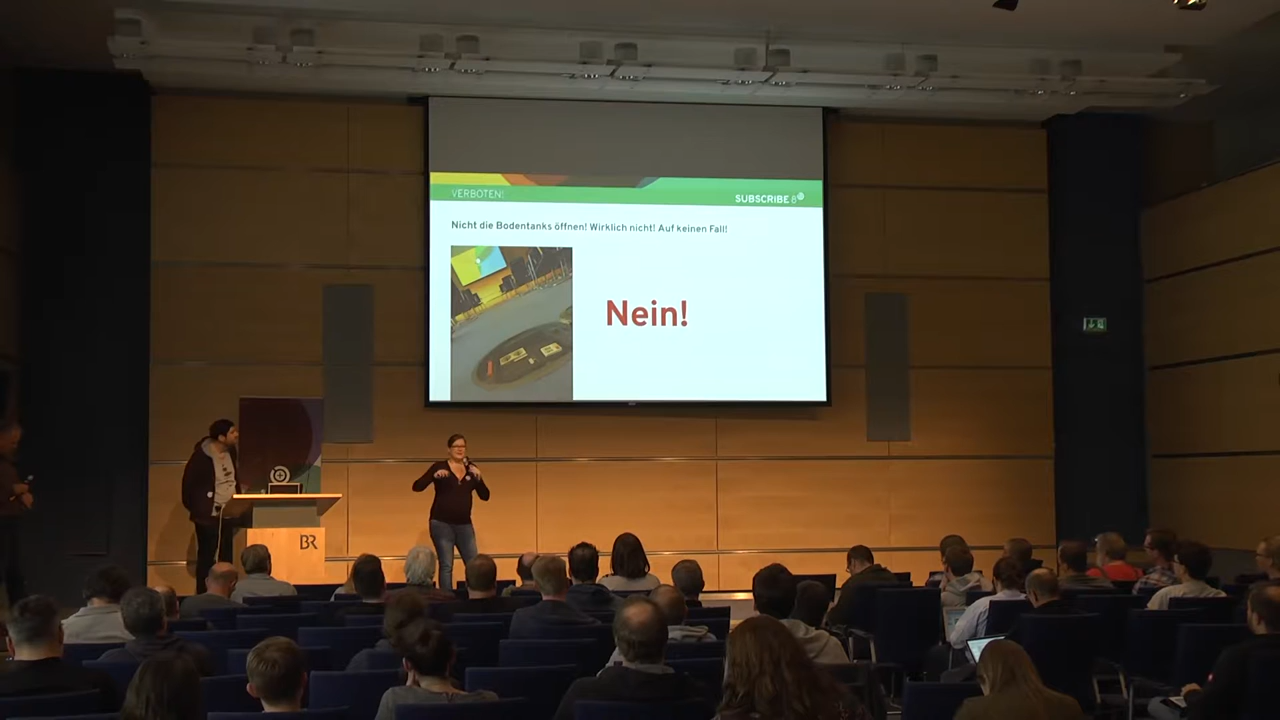 VERBOTEN!
SUBSCRIBE 8
Nicht die Bodentanks öffnen! Wirklich nicht! Auf keinen Fall!
Nein!
BR